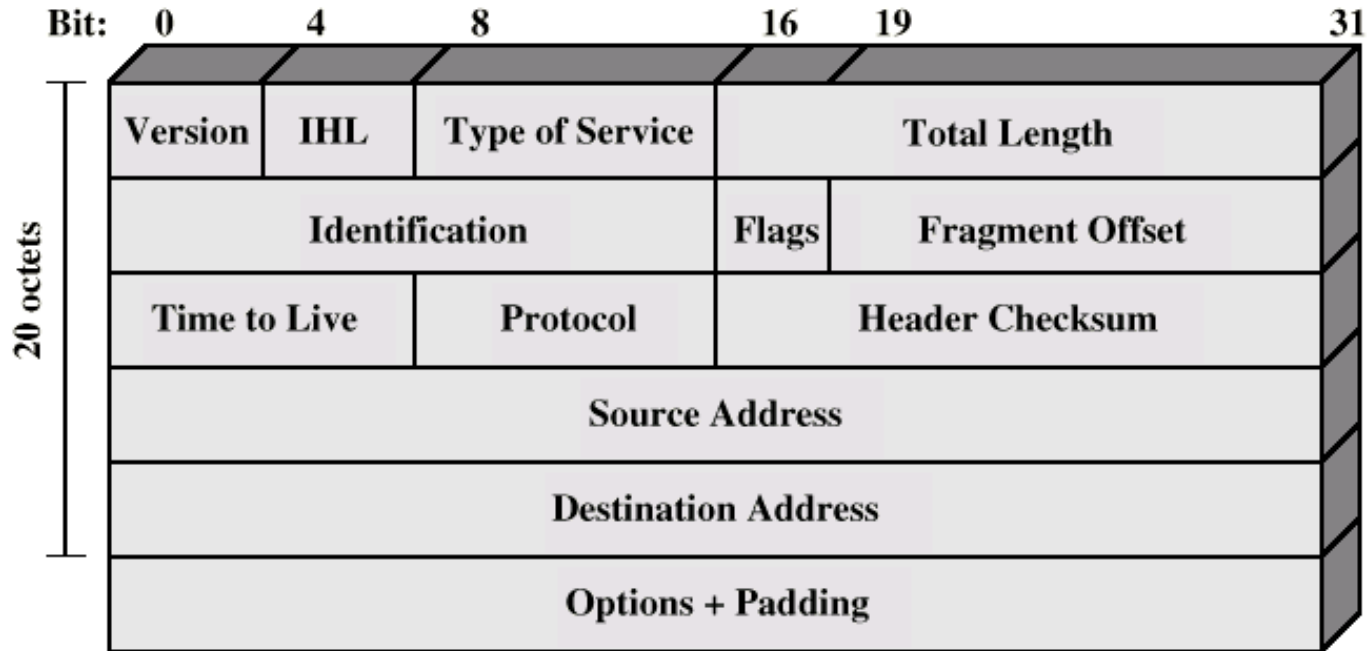 Bit: 0 4 8 16 19 31
Version IHL Type of Service Total Length
Identification Flags Fragment Offset
Time to Live Protocol Header Checksum
Source Address
Destination Address
Options + Padding
20 octets